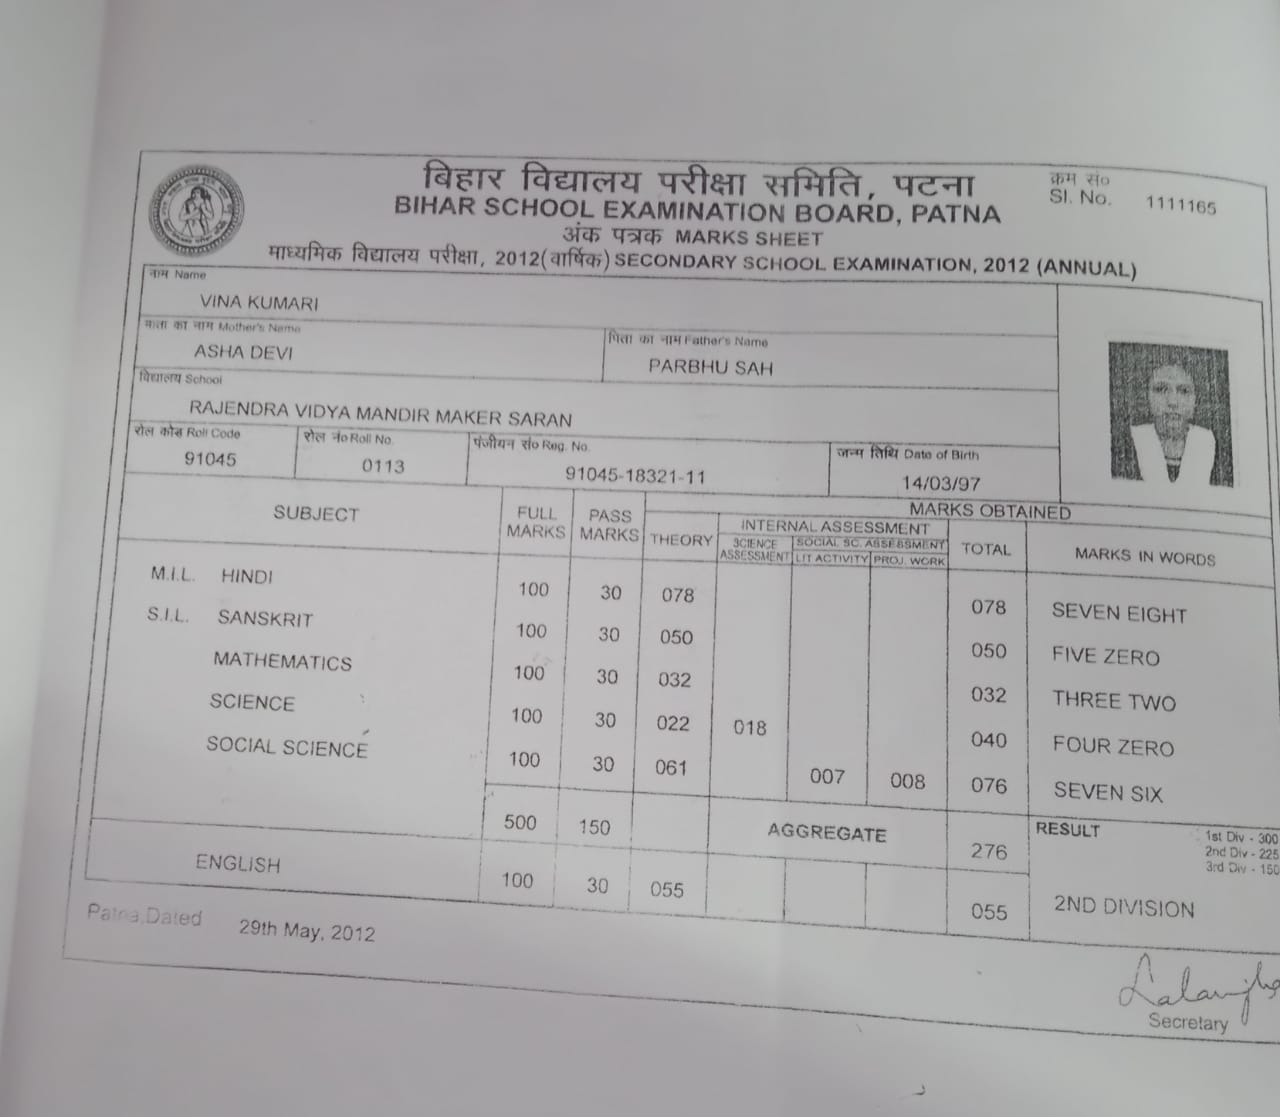 बिहार विद्यालय परीक्षा समिति, पटना
BIHAR SCHOOL EXAMINATION BOARD, PATNA
क्रम सं०
Sl. No. 1111165
अंक पत्रक MARKS SHEET
माध्यमिक विद्यालय परीक्षा, 2012(वार्षिक) SECONDARY SCHOOL EXAMINATION, 2012 (ANNUAL)
नाम Name
VINA KUMARI
माता का नाम Mother's Name
ASHA DEVI
पिता का नाम Father's Name
PARBHU SAH
विद्यालय School
RAJENDRA VIDYA MANDIR MAKER SARAN
रोल कोड Roll Code
91045
रोल नं० Roll No.
0113
पंजीयन सं० Reg. No.
91045-18321-11
जन्म तिथि Date of Birth
14/03/97
SUBJECT FULL MARKS PASS MARKS MARKS OBTAINED
THEORY INTERNAL ASSESSMENT TOTAL MARKS IN WORDS
SCIENCE ASSESSMENT SOCIAL SC. ASSESSMENT
LIT ACTIVITY PROJ. WORK
M.I.L. HINDI 100 30 078 078 SEVEN EIGHT
S.I.L. SANSKRIT 100 30 050 050 FIVE ZERO
MATHEMATICS 100 30 032 032 THREE TWO
SCIENCE 100 30 022 018 040 FOUR ZERO
SOCIAL SCIENCE 100 30 061 007 008 076 SEVEN SIX
500 150 AGGREGATE 276
RESULT
1st Div - 300
2nd Div - 225
3rd Div - 150
ENGLISH 100 30 055 055 2ND DIVISION
Patna,Dated 29th May, 2012
Secretary